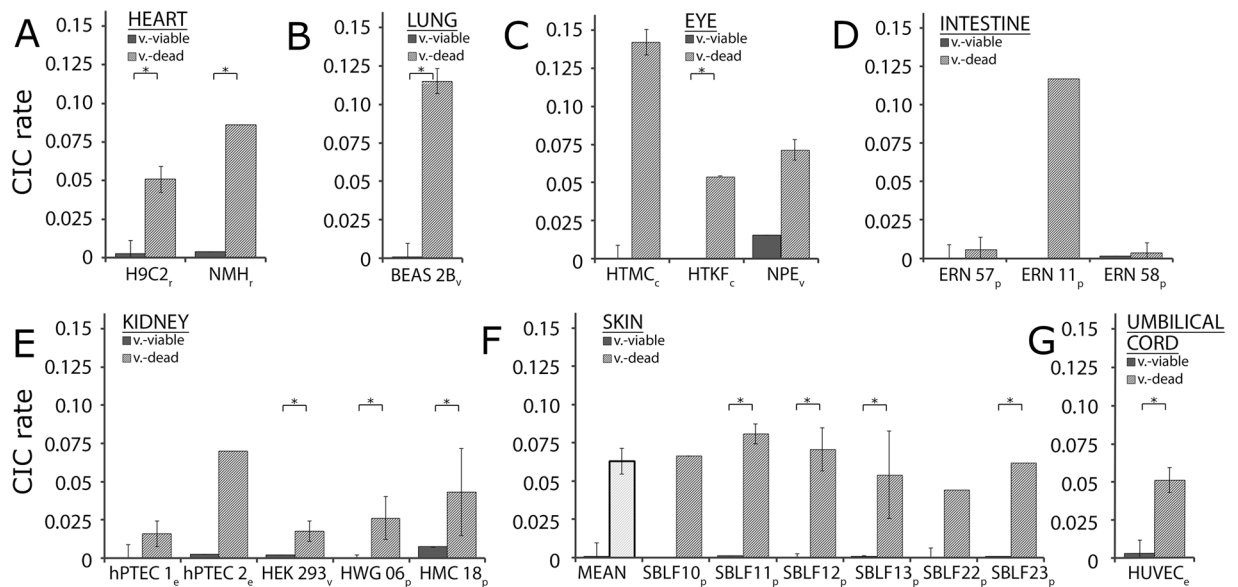 A
HEART
v.-viable
v.-dead
CIC rate
0.15
0.125
0.10
0.075
0.05
0.025
0
*
*
H9C2r
NMHr
B
LUNG
v.-viable
v.-dead
0.15
0.125
0.10
0.075
0.05
0.025
0
*
BEAS 2Bv
C
EYE
v.-viable
v.-dead
0.15
0.125
0.10
0.075
0.05
0.025
0
*
HTMCc
HTKFc
NPEv
D
INTESTINE
v.-viable
v.-dead
0.15
0.125
0.10
0.075
0.05
0.025
0
ERN 57p
ERN 11p
ERN 58p
E
KIDNEY
v.-viable
v.-dead
CIC rate
0.15
0.125
0.10
0.075
0.05
0.025
0
*
*
*
hPTEC 1e
hPTEC 2e
HEK 293v
HWG 06p
HMC 18p
F
SKIN
v.-viable
v.-dead
0.15
0.125
0.10
0.075
0.05
0.025
0
*
*
*
*
MEAN
SBLF10p
SBLF11p
SBLF12p
SBLF13p
SBLF22p
SBLF23p
G
UMBILICAL
CORD
v.-viable
v.-dead
0.15
0.125
0.10
0.075
0.05
0.025
0
*
HUVECe